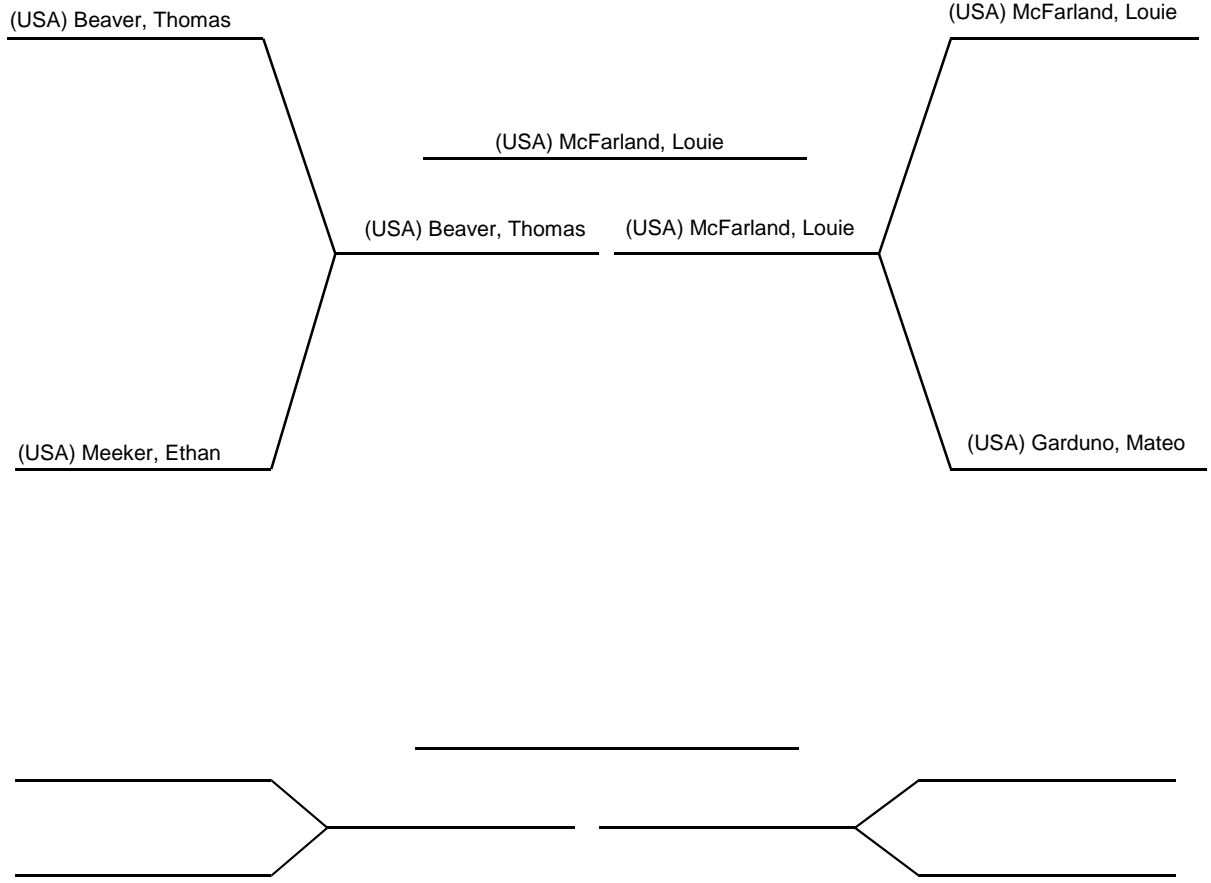 (USA) Beaver, Thomas
(USA) McFarland, Louie
(USA) McFarland, Louie
(USA) Beaver, Thomas
(USA) McFarland, Louie
(USA) Meeker, Ethan
(USA) Garduno, Mateo